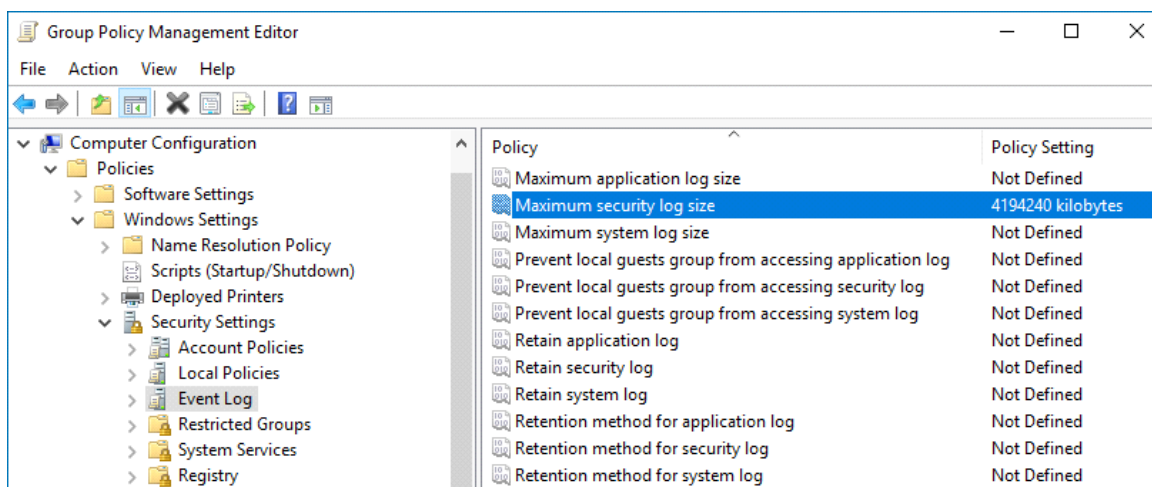 Group Policy Management Editor
File Action View Help
Computer Configuration
Policies
Software Settings
Windows Settings
Name Resolution Policy
Scripts (Startup/Shutdown)
Deployed Printers
Security Settings
Account Policies
Local Policies
Event Log
Restricted Groups
System Services
Registry
Policy Policy Setting
Maximum application log size Not Defined
Maximum security log size 4194240 kilobytes
Maximum system log size Not Defined
Prevent local guests group from accessing application log Not Defined
Prevent local guests group from accessing security log Not Defined
Prevent local guests group from accessing system log Not Defined
Retain application log Not Defined
Retain security log Not Defined
Retain system log Not Defined
Retention method for application log Not Defined
Retention method for security log Not Defined
Retention method for system log Not Defined